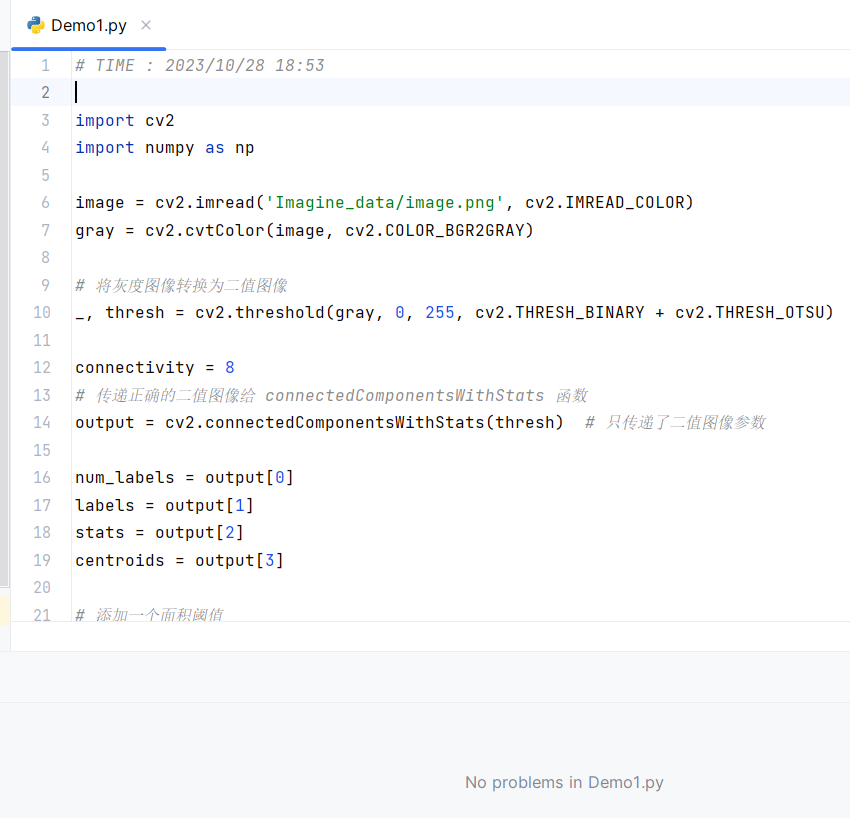 Demo1.py
1 # TIME : 2023/10/28 18:53
2
3 import cv2
4 import numpy as np
5
6 image = cv2.imread('Imagine_data/image.png', cv2.IMREAD_COLOR)
7 gray = cv2.cvtColor(image, cv2.COLOR_BGR2GRAY)
8
9 # 将灰度图像转换为二值图像
10 _, thresh = cv2.threshold(gray, 0, 255, cv2.THRESH_BINARY + cv2.THRESH_OTSU)
11
12 connectivity = 8
13 # 传递正确的二值图像给 connectedComponentsWithStats 函数
14 output = cv2.connectedComponentsWithStats(thresh)  # 只传递了二值图像参数
15
16 num_labels = output[0]
17 labels = output[1]
18 stats = output[2]
19 centroids = output[3]
20
21 # 添加一个面积阈值
No problems in Demo1.py